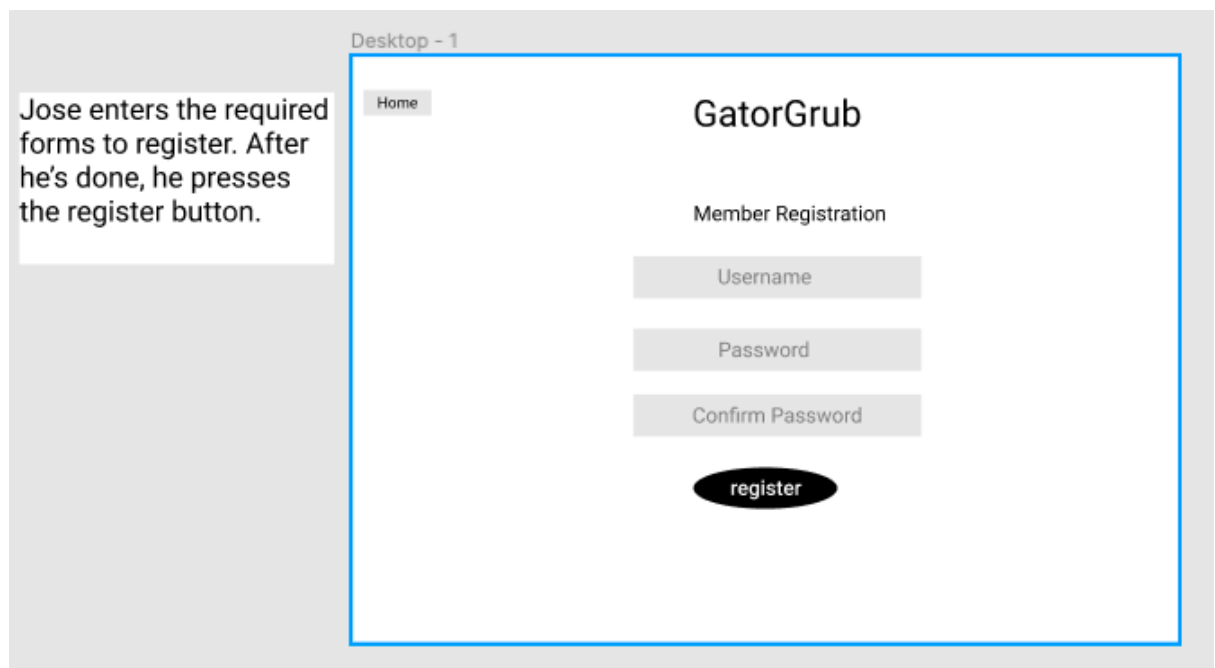 Desktop - 1
Jose enters the required
forms to register. After
he’s done, he presses
the register button.
Home
GatorGrub
Member Registration
Username
Password
Confirm Password
register